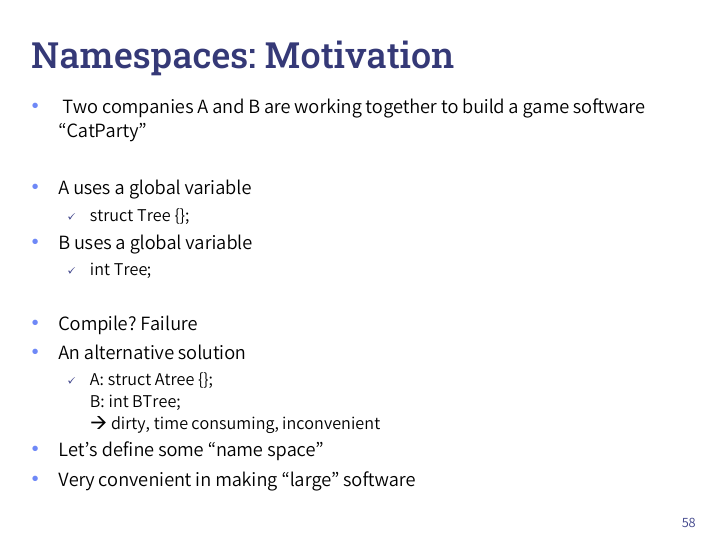 Namespaces: Motivation
• Two companies A and B are working together to build a game software
“CatParty”
• A uses a global variable
✓ struct Tree {};
• B uses a global variable
✓ int Tree;
• Compile? Failure
• An alternative solution
✓ A: struct Atree {};
B: int BTree;
→ dirty, time consuming, inconvenient
• Let’s define some “name space”
• Very convenient in making “large” software
58